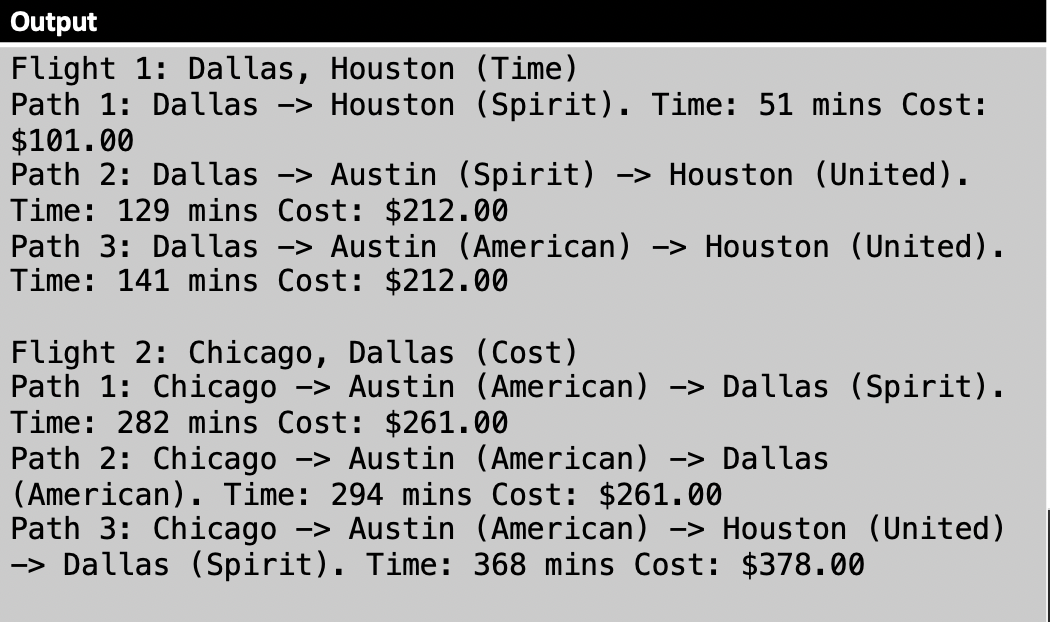 Output
Flight 1: Dallas, Houston (Time)
Path 1: Dallas –> Houston (Spirit). Time: 51 mins Cost:
$101.00
Path 2: Dallas –> Austin (Spirit) –> Houston (United).
Time: 129 mins Cost: $212.00
Path 3: Dallas –> Austin (American) –> Houston (United).
Time: 141 mins Cost: $212.00
Flight 2: Chicago, Dallas (Cost)
Path 1: Chicago –> Austin (American) –> Dallas (Spirit).
Time: 282 mins Cost: $261.00
Path 2: Chicago –> Austin (American) –> Dallas
(American). Time: 294 mins Cost: $261.00
Path 3: Chicago –> Austin (American) –> Houston (United)
–> Dallas (Spirit). Time: 368 mins Cost: $378.00